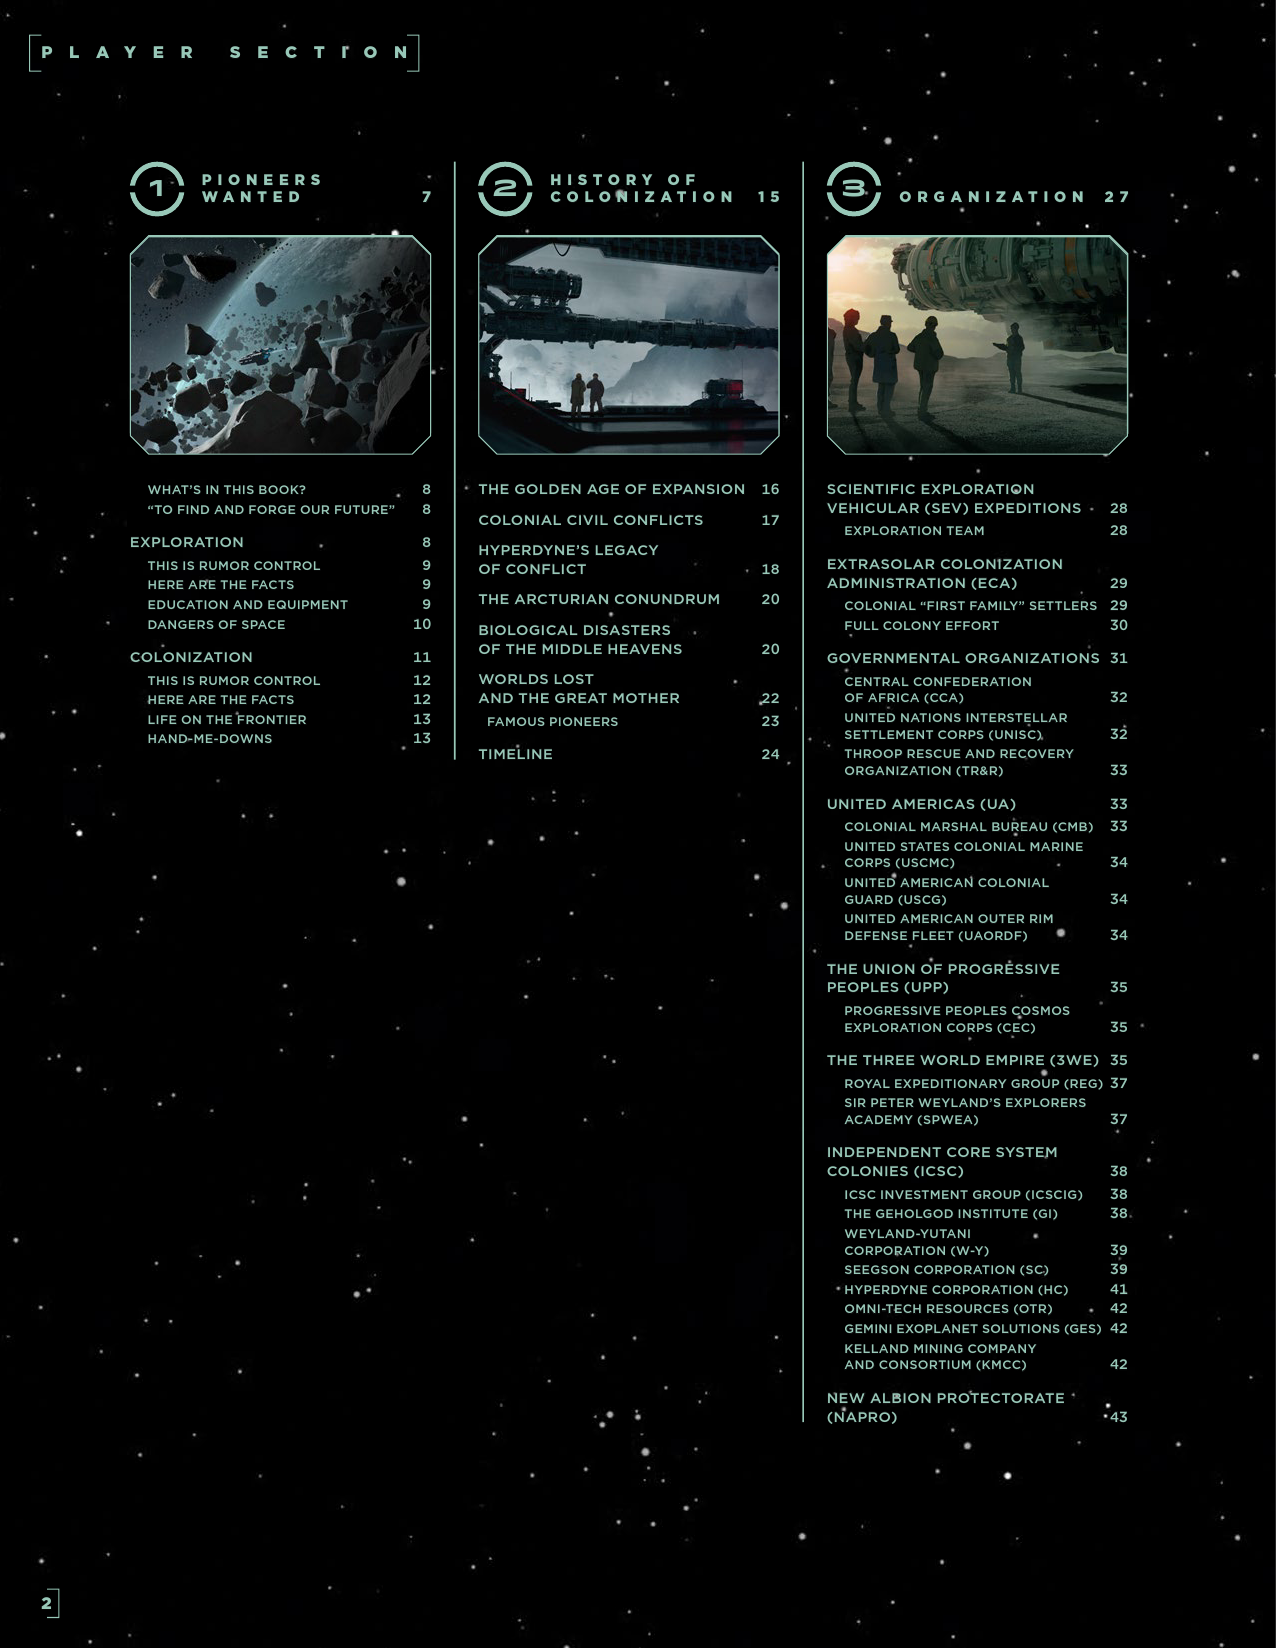 PLAYER SECTION
1 PIONEERS
WANTED 7
WHAT’S IN THIS BOOK? 8
“TO FIND AND FORGE OUR FUTURE” 8
EXPLORATION 8
THIS IS RUMOR CONTROL 9
HERE ARE THE FACTS 9
EDUCATION AND EQUIPMENT 9
DANGERS OF SPACE 10
COLONIZATION 11
THIS IS RUMOR CONTROL 12
HERE ARE THE FACTS 12
LIFE ON THE FRONTIER 13
HAND-ME-DOWNS 13
2 HISTORY OF
COLONIZATION 15
THE GOLDEN AGE OF EXPANSION 16
COLONIAL CIVIL CONFLICTS 17
HYPERDYNE’S LEGACY
OF CONFLICT 18
THE ARCTURIAN CONUNDRUM 20
BIOLOGICAL DISASTERS
OF THE MIDDLE HEAVENS 20
WORLDS LOST
AND THE GREAT MOTHER 22
FAMOUS PIONEERS 23
TIMELINE 24
3 ORGANIZATION 27
SCIENTIFIC EXPLORATION
VEHICULAR (SEV) EXPEDITIONS 28
EXPLORATION TEAM 28
EXTRASOLAR COLONIZATION
ADMINISTRATION (ECA) 29
COLONIAL “FIRST FAMILY” SETTLERS 29
FULL COLONY EFFORT 30
GOVERNMENTAL ORGANIZATIONS 31
CENTRAL CONFEDERATION
OF AFRICA (CCA) 32
UNITED NATIONS INTERSTELLAR
SETTLEMENT CORPS (UNISC) 32
THROOP RESCUE AND RECOVERY
ORGANIZATION (TR&R) 33
UNITED AMERICAS (UA) 33
COLONIAL MARSHAL BUREAU (CMB) 33
UNITED STATES COLONIAL MARINE
CORPS (USCMC) 34
UNITED AMERICAN COLONIAL
GUARD (USCG) 34
UNITED AMERICAN OUTER RIM
DEFENSE FLEET (UAORDF) 34
THE UNION OF PROGRESSIVE
PEOPLES (UPP) 35
PROGRESSIVE PEOPLES COSMOS
EXPLORATION CORPS (CEC) 35
THE THREE WORLD EMPIRE (3WE) 35
ROYAL EXPEDITIONARY GROUP (REG) 37
SIR PETER WEYLAND’S EXPLORERS
ACADEMY (SPWEA) 37
INDEPENDENT CORE SYSTEM
COLONIES (ICSC) 38
ICSC INVESTMENT GROUP (ICSCIG) 38
THE GEHOLGOD INSTITUTE (GI) 38
WEYLAND-YUTANI
CORPORATION (W-Y) 39
SEEGSON CORPORATION (SC) 39
HYPERDYNE CORPORATION (HC) 41
OMNI-TECH RESOURCES (OTR) 42
GEMINI EXOPLANET SOLUTIONS (GES) 42
KELLAND MINING COMPANY
AND CONSORTIUM (KMCC) 42
NEW ALBION PROTECTORATE
(NAPRO) 43
2